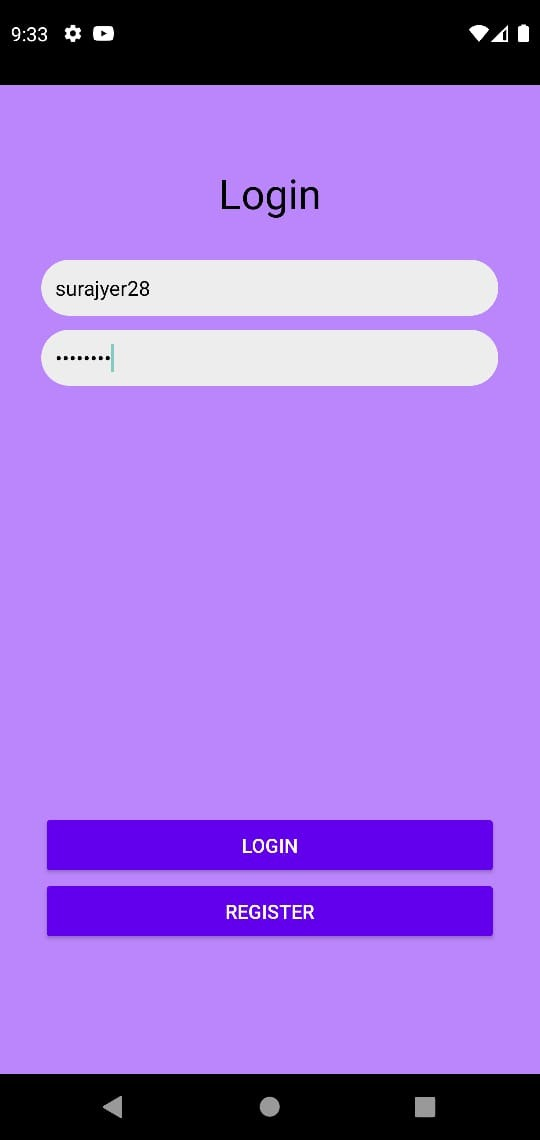 9:33
Login
surajyer28
••••••••
LOGIN
REGISTER